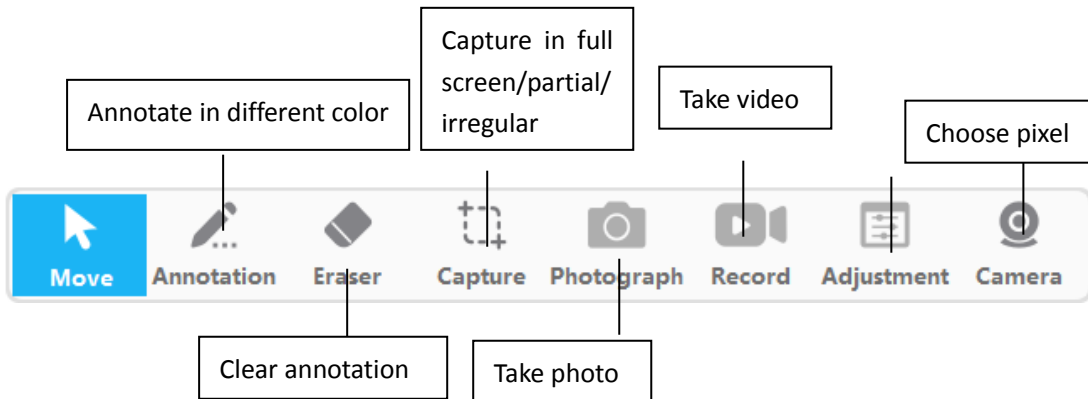 Capture in full
screen/partial/
irregular
Annotate in different color
Take video
Choose pixel
Move
Annotation
Eraser
Capture
Photograph
Record
Adjustment
Camera
Clear annotation
Take photo